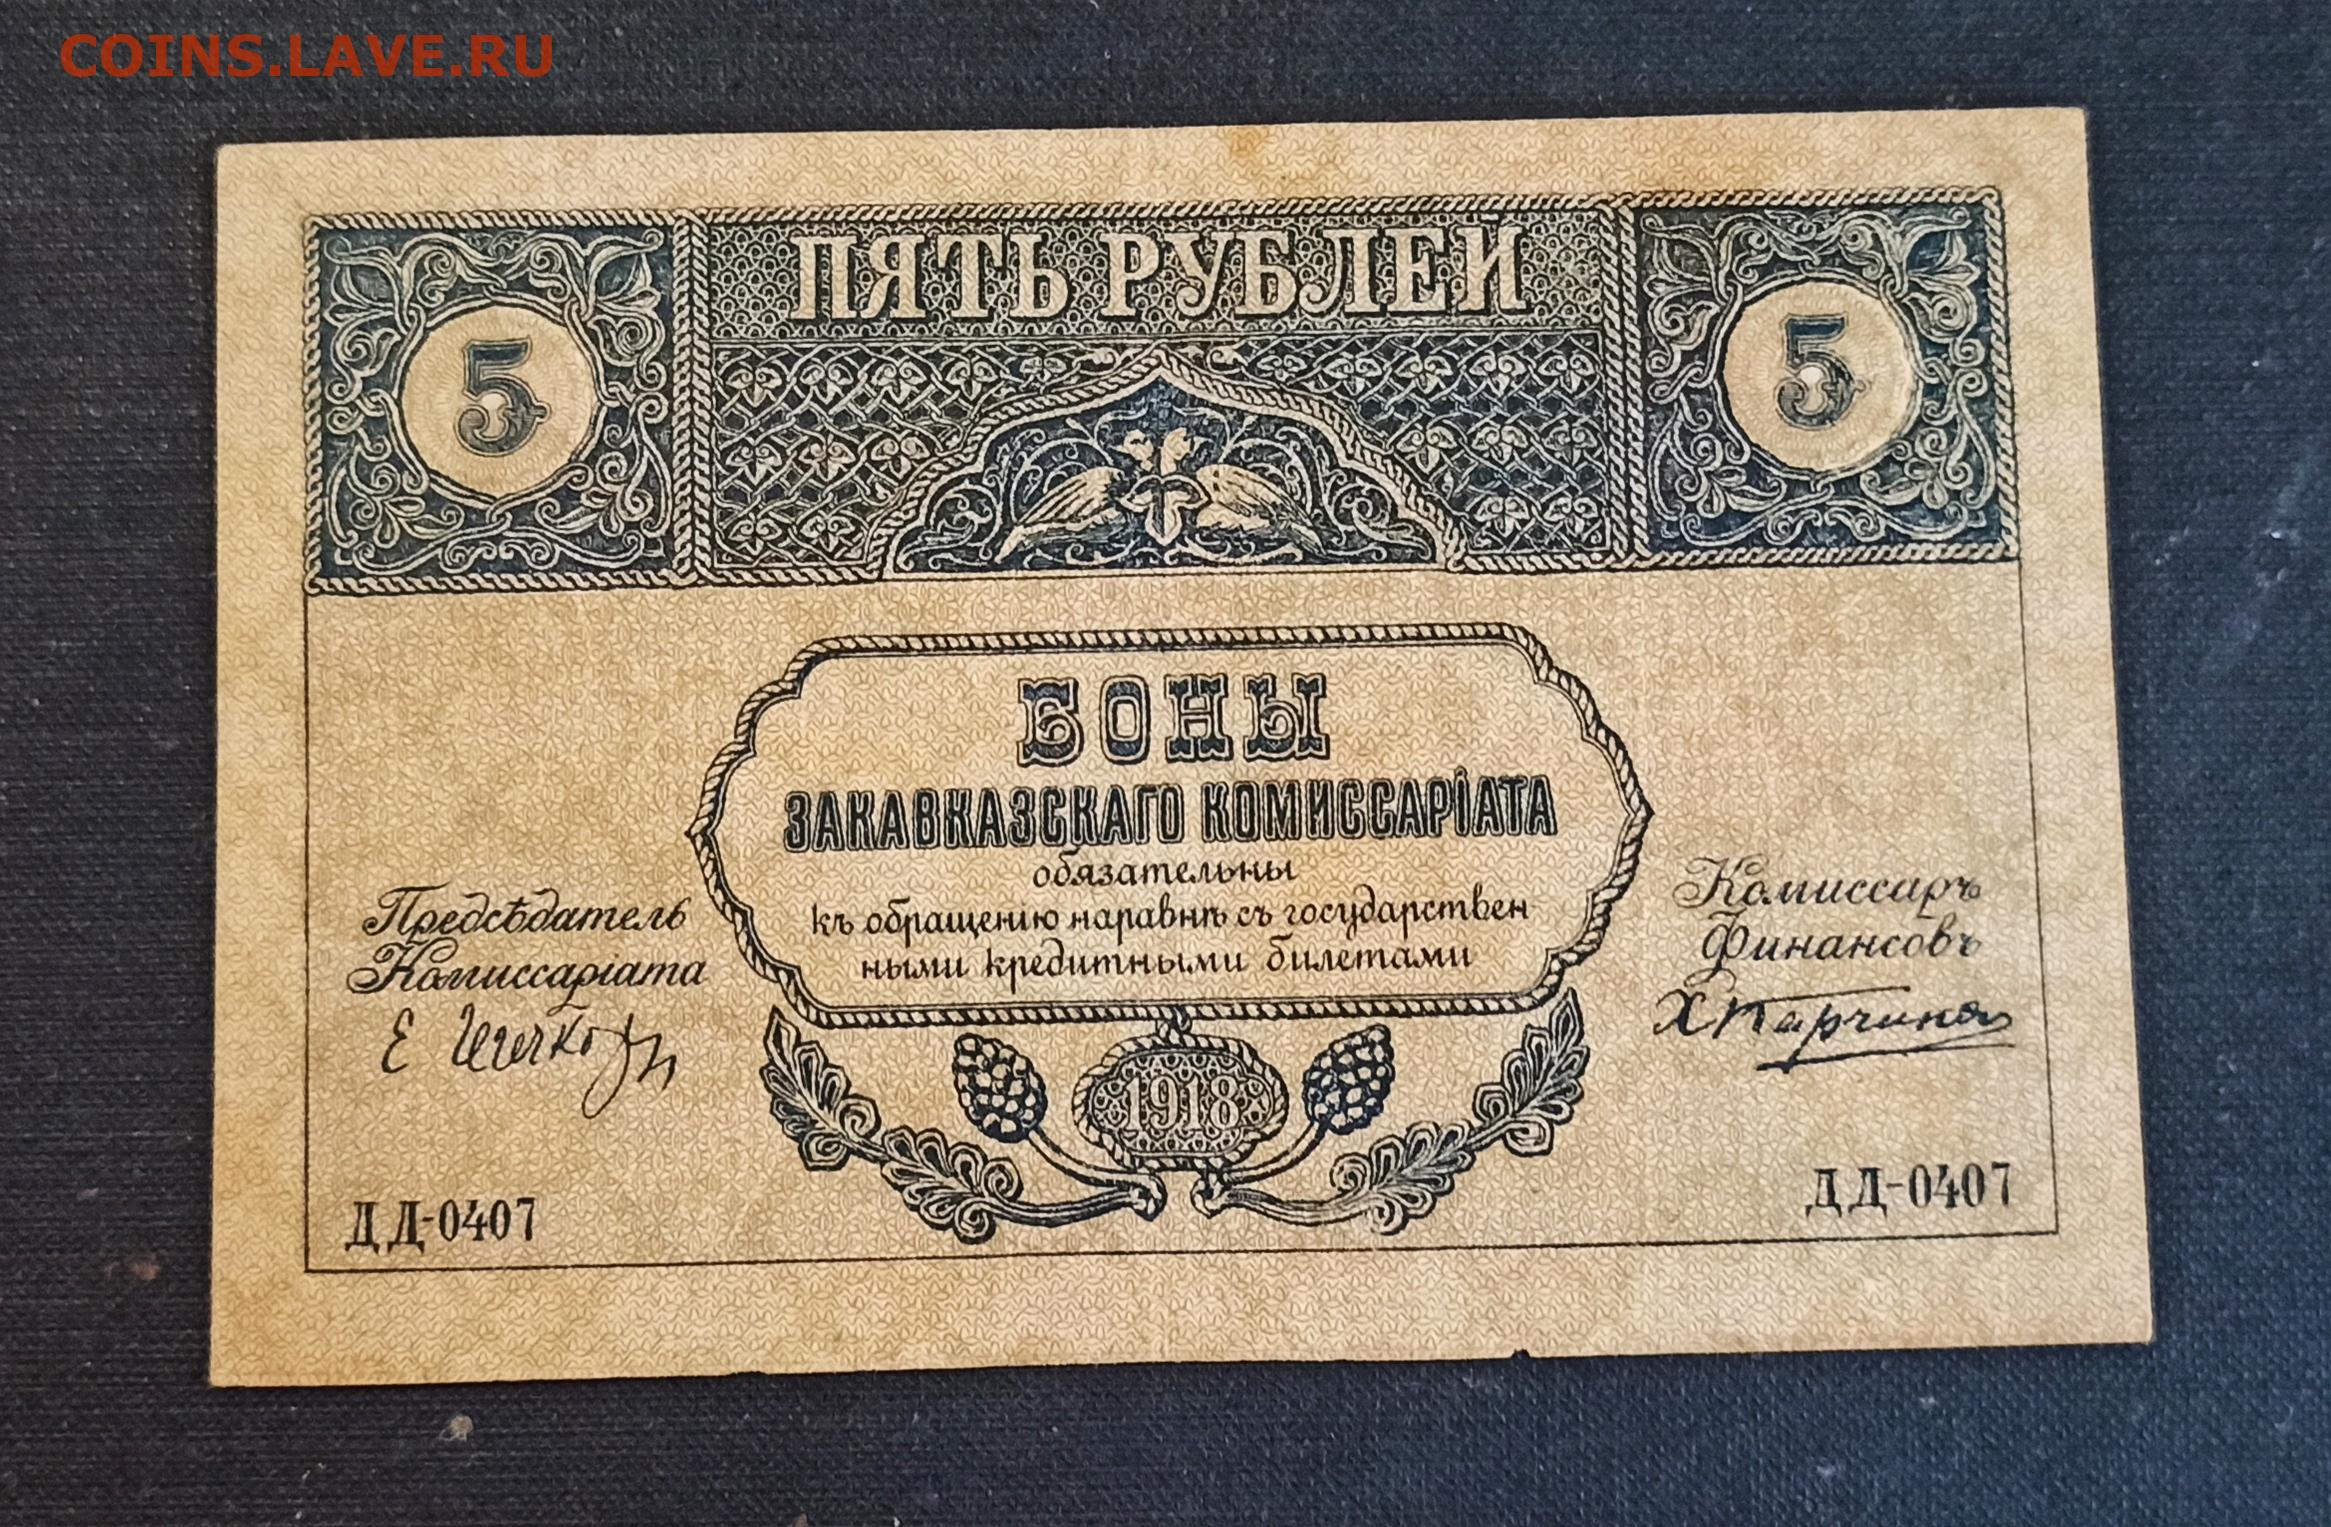 COINS.LAVE.RU
ПЯТЬ РУБЛЕЙ
5
5
БОНЫ
ЗАКАВКАЗСКАГО КОМИССАРІАТА
обязательны
къ обращенію наравнѣ съ государствен
ными кредитными билетами
Предсѣдатель
Комиссаріата
Комиссаръ
Финансовъ
1918
ДД-0407
ДД-0407